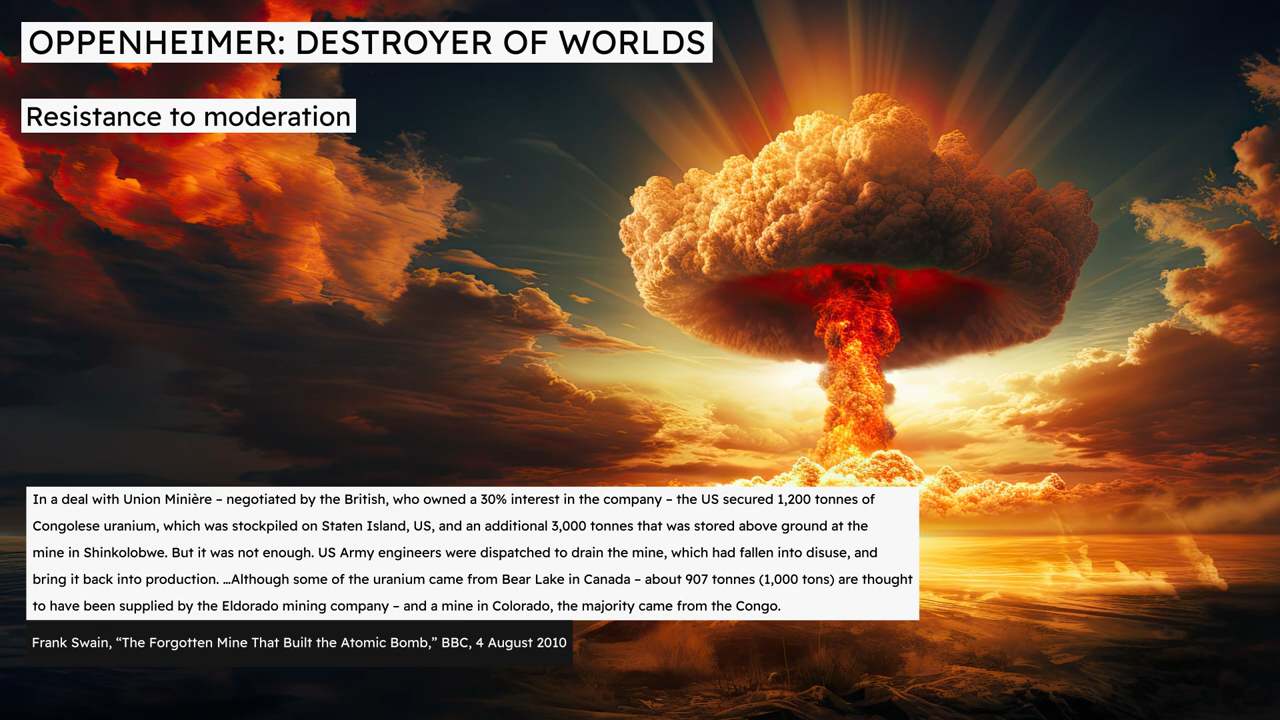 OPPENHEIMER: DESTROYER OF WORLDS
Resistance to moderation
In a deal with Union Minière – negotiated by the British, who owned a 30% interest in the company – the US secured 1,200 tonnes of
Congolese uranium, which was stockpiled on Staten Island, US, and an additional 3,000 tonnes that was stored above ground at the
mine in Shinkolobwe. But it was not enough. US Army engineers were dispatched to drain the mine, which had fallen into disuse, and
bring it back into production. …Although some of the uranium came from Bear Lake in Canada – about 907 tonnes (1,000 tons) are thought
to have been supplied by the Eldorado mining company – and a mine in Colorado, the majority came from the Congo.
Frank Swain, “The Forgotten Mine That Built the Atomic Bomb,” BBC, 4 August 2010